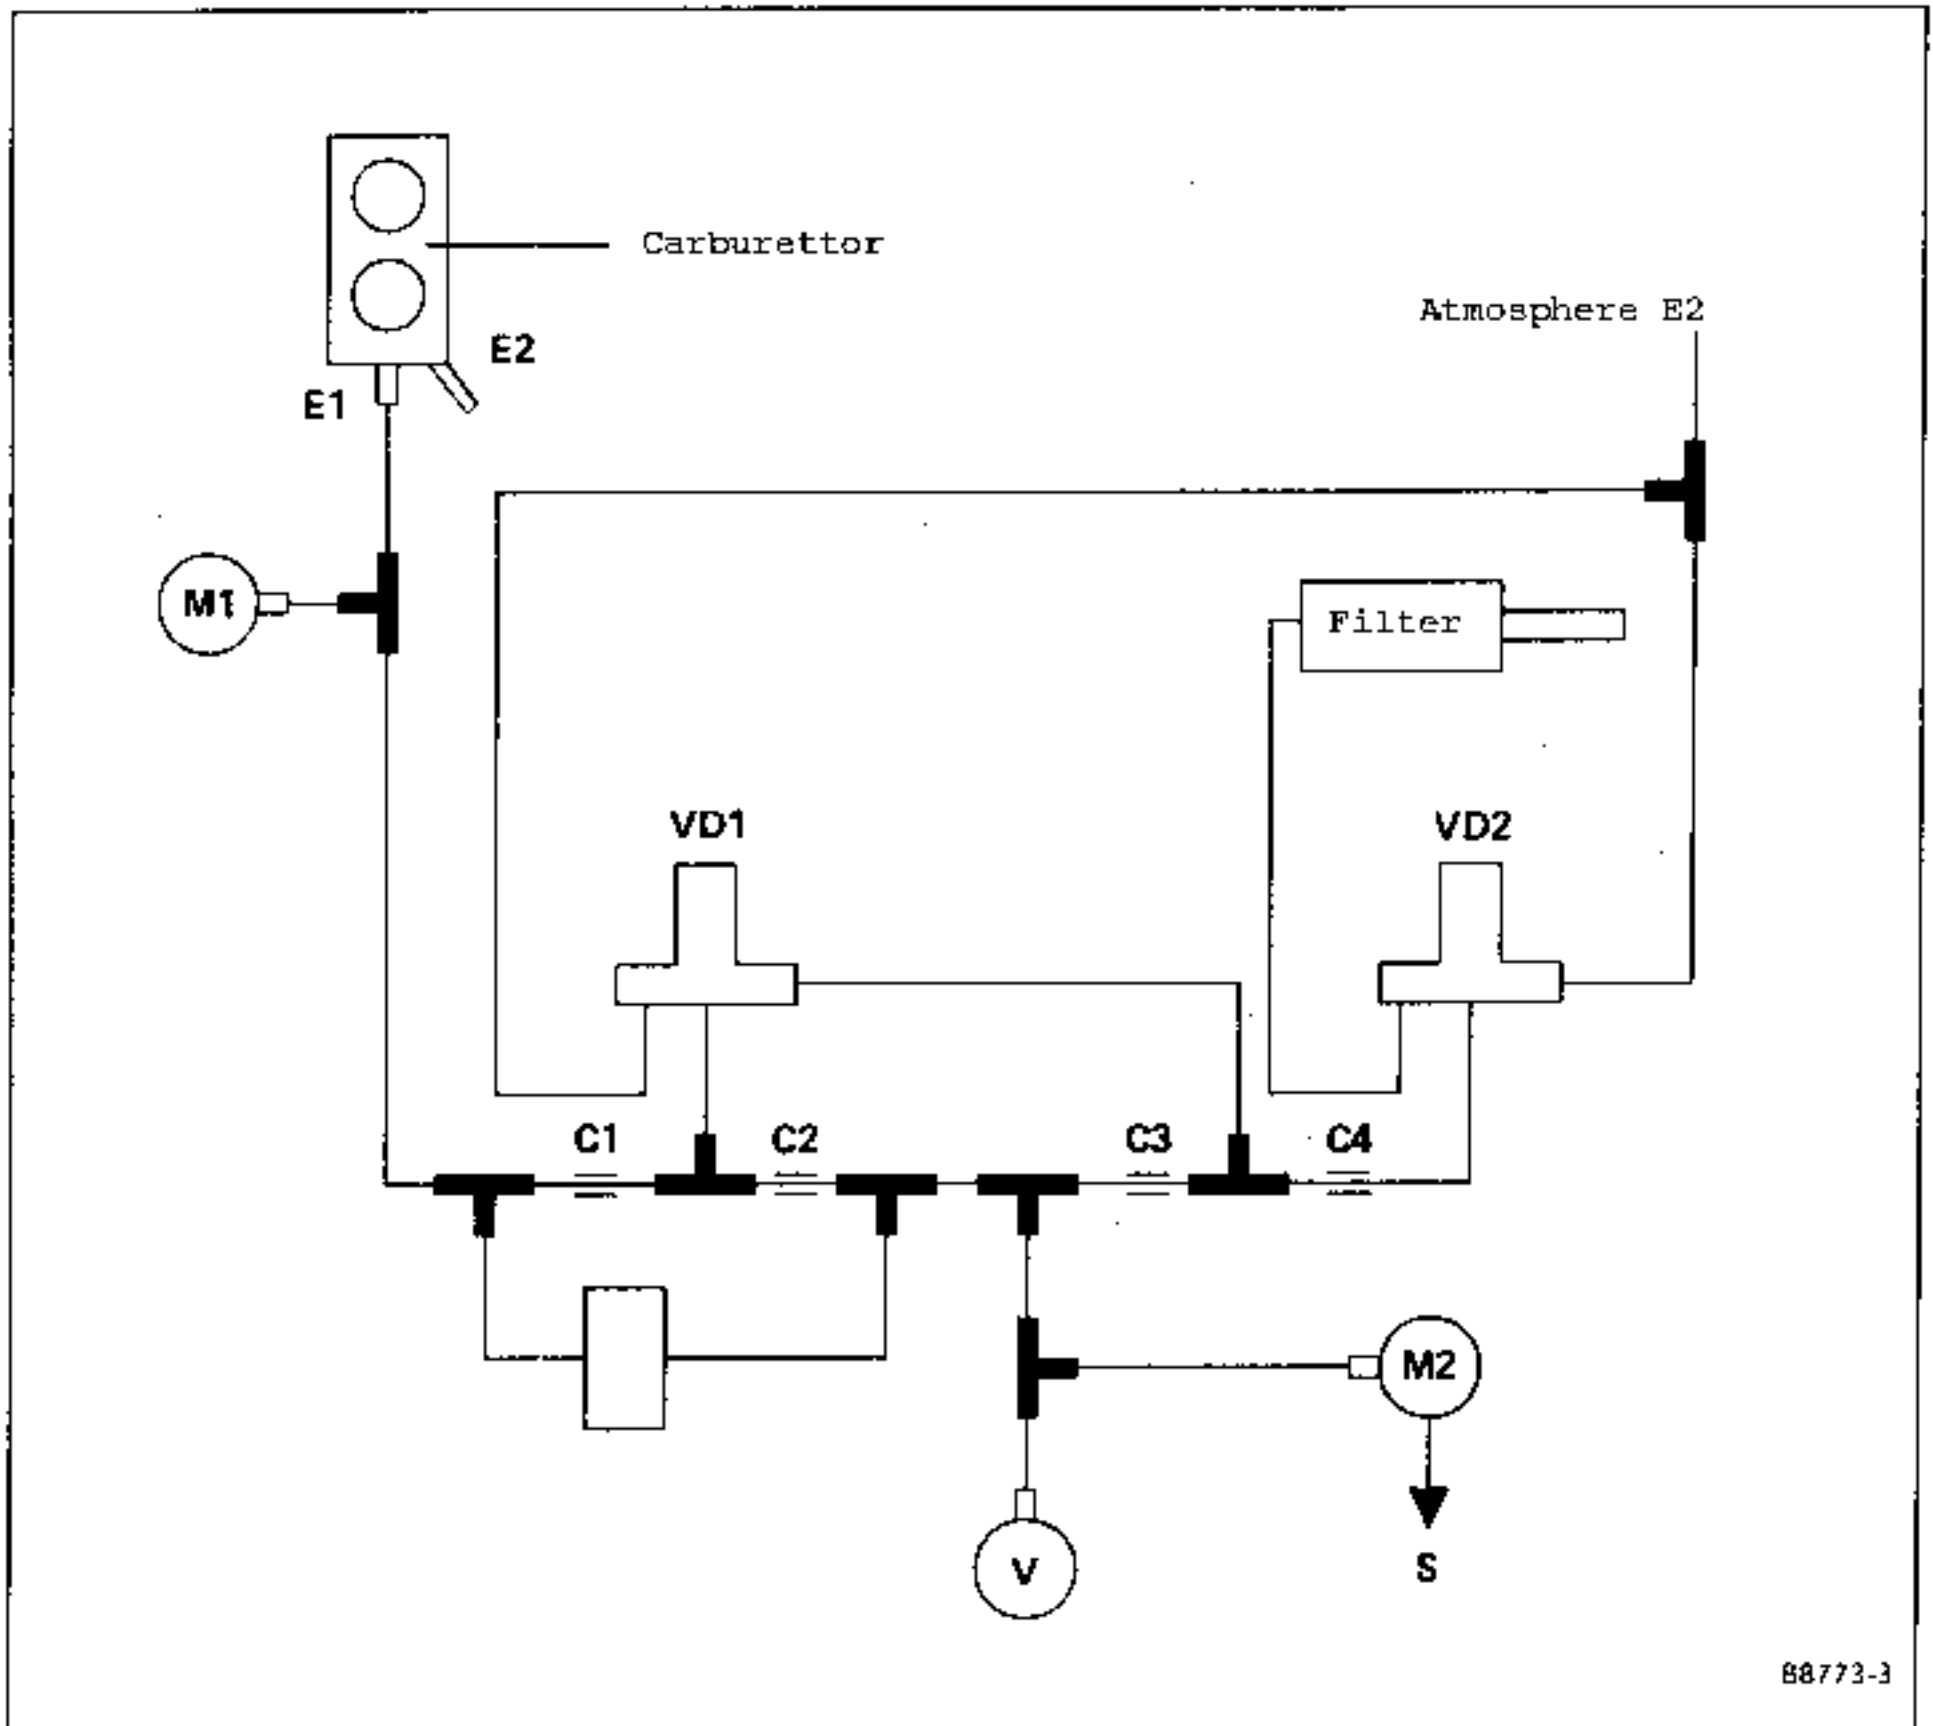 Carburettor
Atmosphere E2
E2
E1
M1
Filter
VD1
VD2
C1
C2
C3
C4
M2
V
S
88773-3